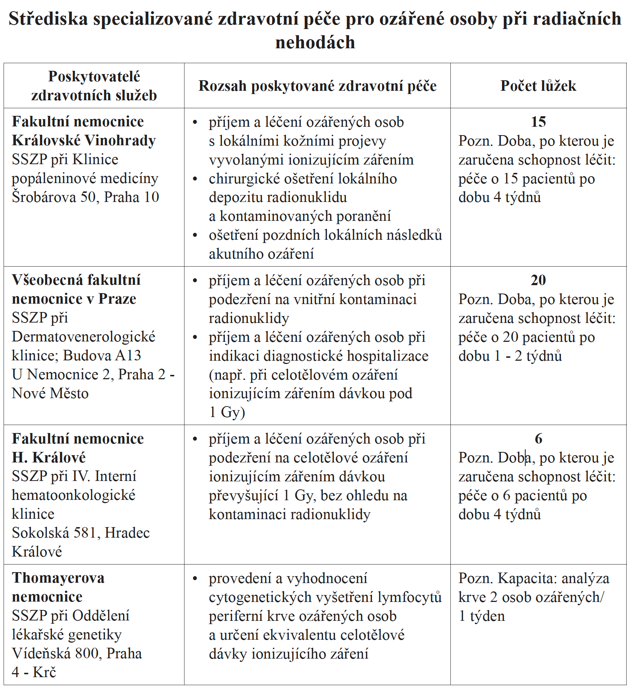 Střediska specializované zdravotní péče pro ozářené osoby při radiačních
nehodách
Poskytovatelé
zdravotních služeb
Rozsah poskytované zdravotní péče
Počet lůžek
Fakultní nemocnice
Královské Vinohrady
SSZP při Klinice
popáleninové medicíny
Šrobárova 50, Praha 10
• příjem a léčení ozářených osob
s lokálními kožními projevy
vyvolanými ionizujícím zářením
• chirurgické ošetření lokálního
depozitu radionuklidu
a kontaminovaných poranění
• ošetření pozdních lokálních následků
akutního ozáření
15
Pozn. Doba, po kterou je
zaručena schopnost léčit:
péče o 15 pacientů po
dobu 4 týdnů
Všeobecná fakultní
nemocnice v Praze
SSZP při
Dermatovenerologické
klinice; Budova A13
U Nemocnice 2, Praha 2 -
Nové Město
• příjem a léčení ozářených osob při
podezření na vnitřní kontaminaci
radionuklidy
• příjem a léčení ozářených osob při
indikaci diagnostické hospitalizace
(např. při celotělovém ozáření
ionizujícím zářením dávkou pod
1 Gy)
20
Pozn. Doba, po kterou je
zaručena schopnost léčit:
péče o 20 pacientů po
dobu 1 - 2 týdnů
Fakultní nemocnice
H. Králové
SSZP při IV. Interní
hematoonkologické
klinice
Sokolská 581, Hradec
Králové
• příjem a léčení ozářených osob při
podezření na celotělové ozáření
ionizujícím zářením dávkou
převyšující 1 Gy, bez ohledu na
kontaminaci radionuklidy
6
Pozn. Doba, po kterou je
zaručena schopnost léčit:
péče o 6 pacientů po
dobu 4 týdnů
Thomayerova
nemocnice
SSZP při Oddělení
lékařské genetiky
Vídeňská 800, Praha
4 - Krč
• provedení a vyhodnocení
cytogenetických vyšetření lymfocytů
periferní krve ozářených osob
a určení ekvivalentu celotělové
dávky ionizujícího záření
Pozn. Kapacita: analýza
krve 2 osob ozářených/
1 týden